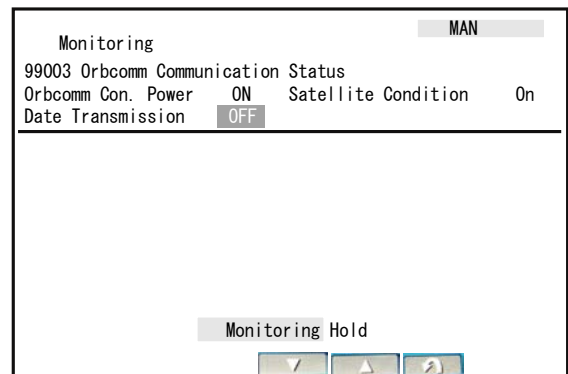 MAN
Monitoring
99003 Orbcomm Communication Status
Orbcomm Con. Power ON Satellite Condition On
Date Transmission OFF
Monitoring Hold